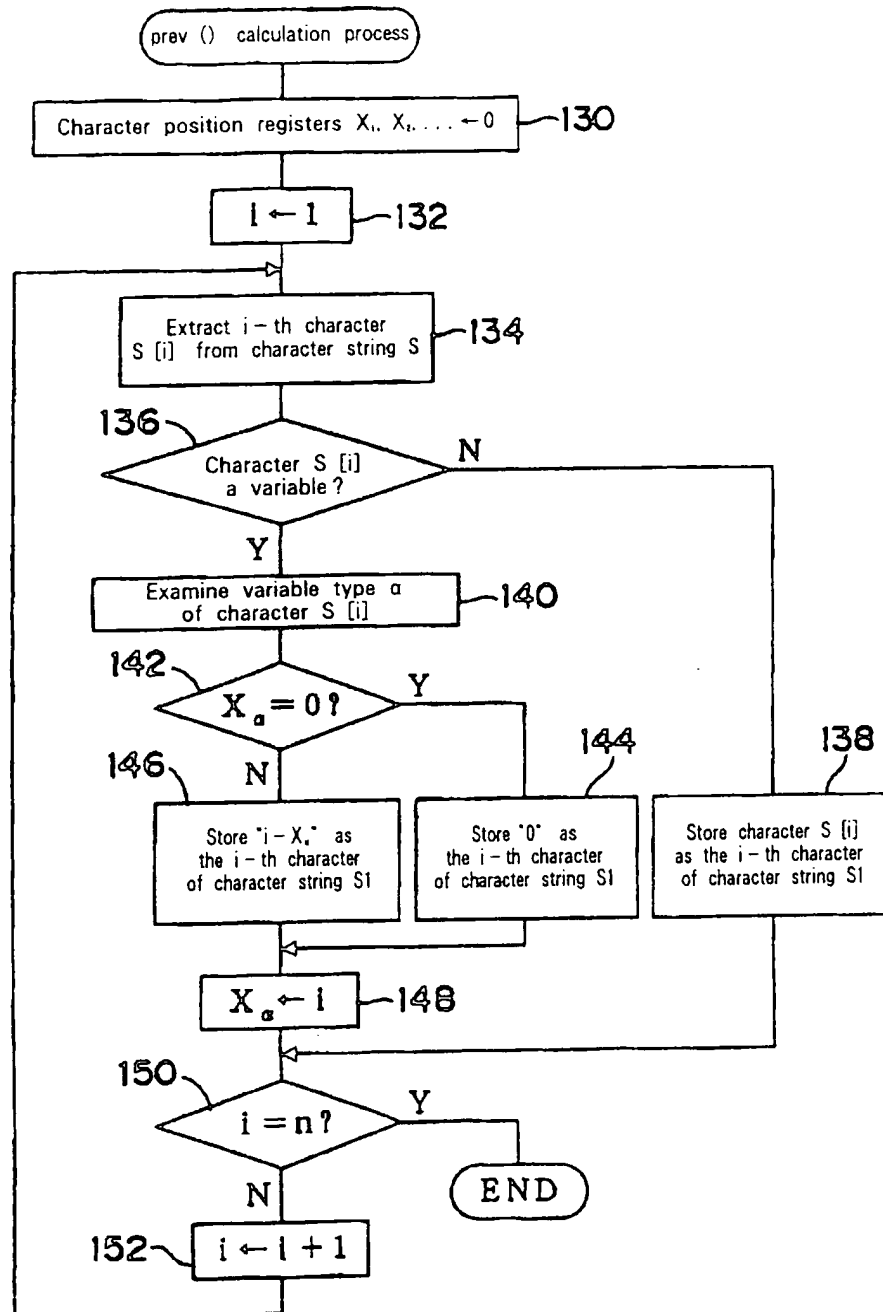 prev () calculation process
Character position registers X₁, X₂, . . . . ← 0
130
i ← 1
132
Extract i - th character
S [i] from character string S
134
136
Character S [i]
a variable ?
N
Y
Examine variable type α
of character S [i]
140
142
X α = 0 ?
Y
N
146
144
138
Store "i - Xα" as
the i - th character
of character string S1
Store "0" as
the i - th character
of character string S1
Store character S [i]
as the i - th character
of character string S1
X α ← i
148
150
i = n ?
Y
END
N
152
i ← i + 1